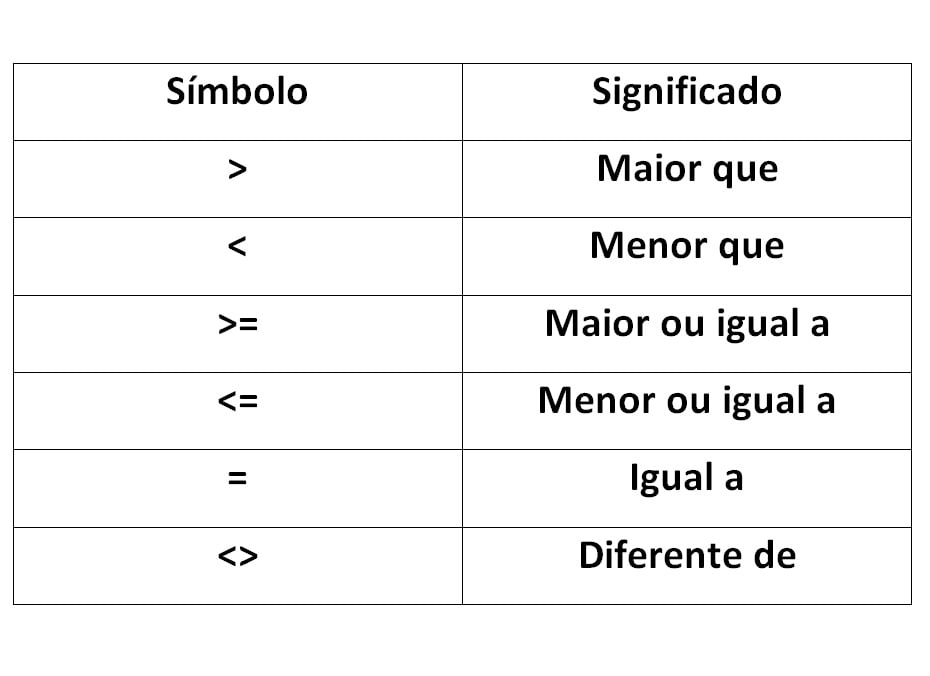 Símbolo Significado
> Maior que
< Menor que
>= Maior ou igual a
<= Menor ou igual a
= Igual a
<> Diferente de